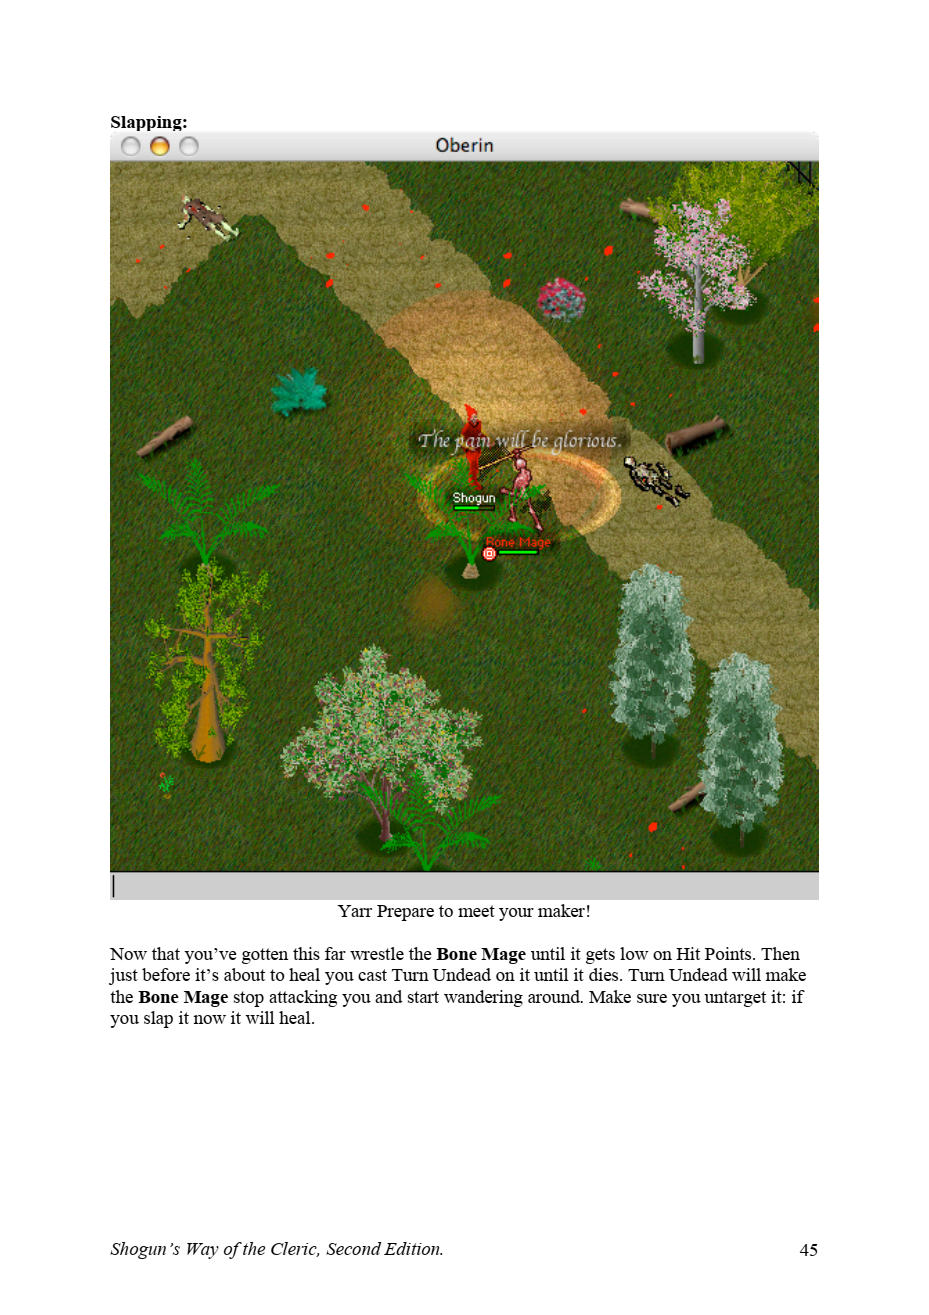 Slapping:
Oberin
The pain will be glorious.
Shogun
Bone Mage
Yarr Prepare to meet your maker!
Now that you’ve gotten this far wrestle the Bone Mage until it gets low on Hit Points. Then
just before it’s about to heal you cast Turn Undead on it until it dies. Turn Undead will make
the Bone Mage stop attacking you and start wandering around. Make sure you untarget it: if
you slap it now it will heal.
Shogun’s Way of the Cleric, Second Edition.
45